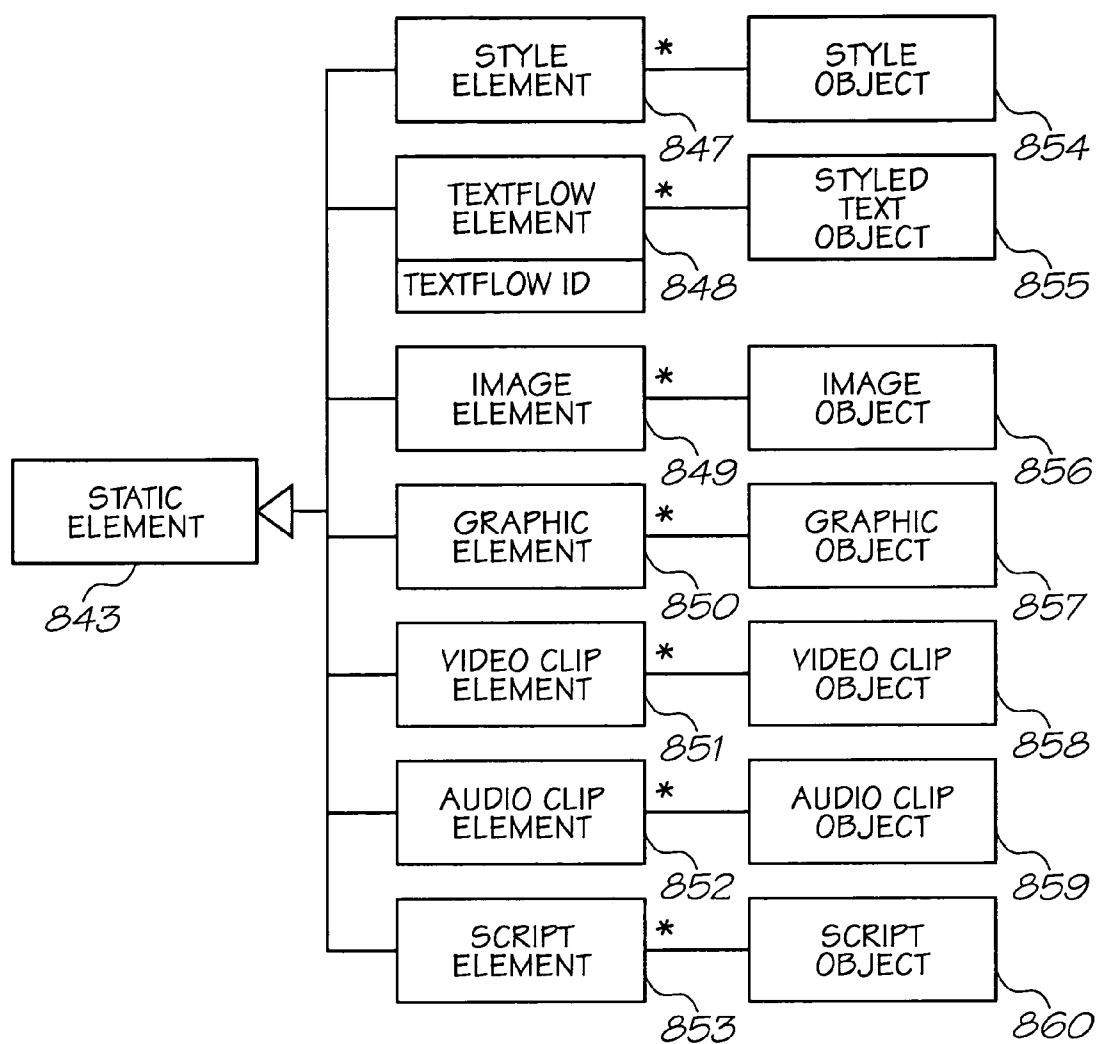 STYLE
ELEMENT
*
847
STYLE
OBJECT
854
TEXTFLOW
ELEMENT
TEXTFLOW ID
*
848
STYLED
TEXT
OBJECT
855
IMAGE
ELEMENT
*
849
IMAGE
OBJECT
856
STATIC
ELEMENT
843
GRAPHIC
ELEMENT
*
850
GRAPHIC
OBJECT
857
VIDEO CLIP
ELEMENT
*
851
VIDEO CLIP
OBJECT
858
AUDIO CLIP
ELEMENT
*
852
AUDIO CLIP
OBJECT
859
SCRIPT
ELEMENT
*
853
SCRIPT
OBJECT
860